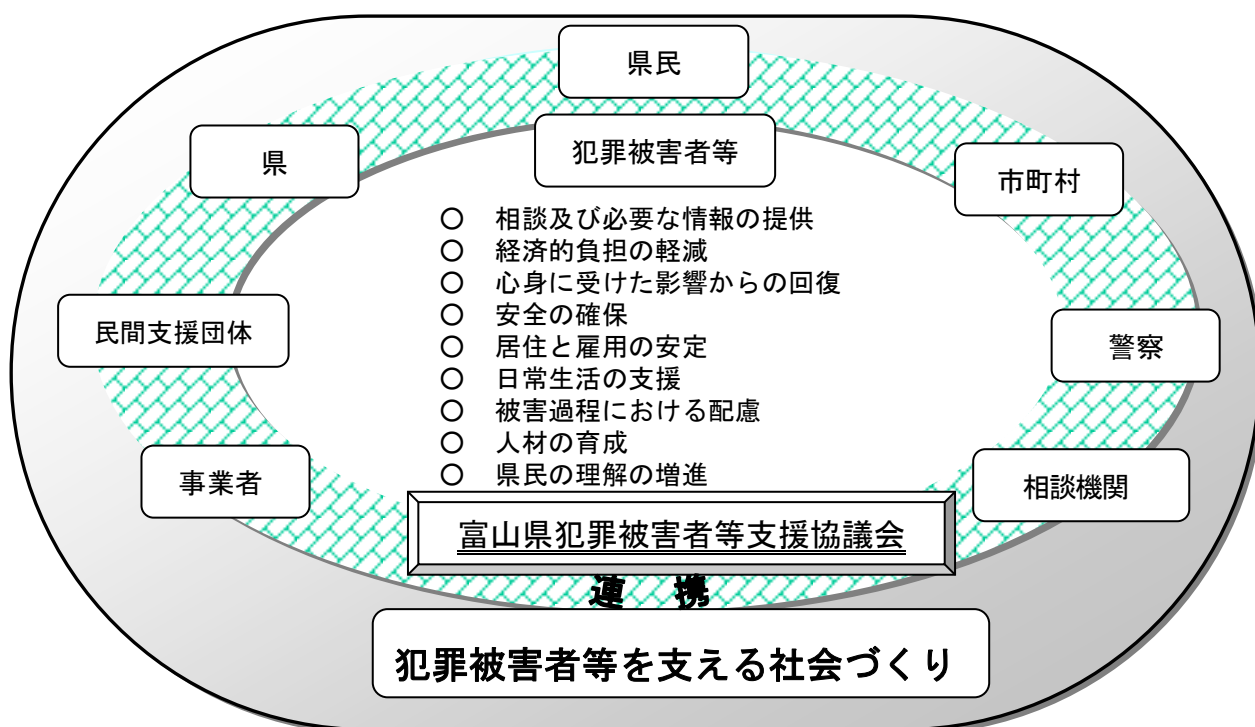 県民
県
犯罪被害者等
市町村
○ 相談及び必要な情報の提供
○ 経済的負担の軽減
○ 心身に受けた影響からの回復
○ 安全の確保
○ 居住と雇用の安定
○ 日常生活の支援
○ 被害過程における配慮
○ 人材の育成
○ 県民の理解の増進
民間支援団体
警察
事業者
相談機関
富山県犯罪被害者等支援協議会
連 携
犯罪被害者等を支える社会づくり